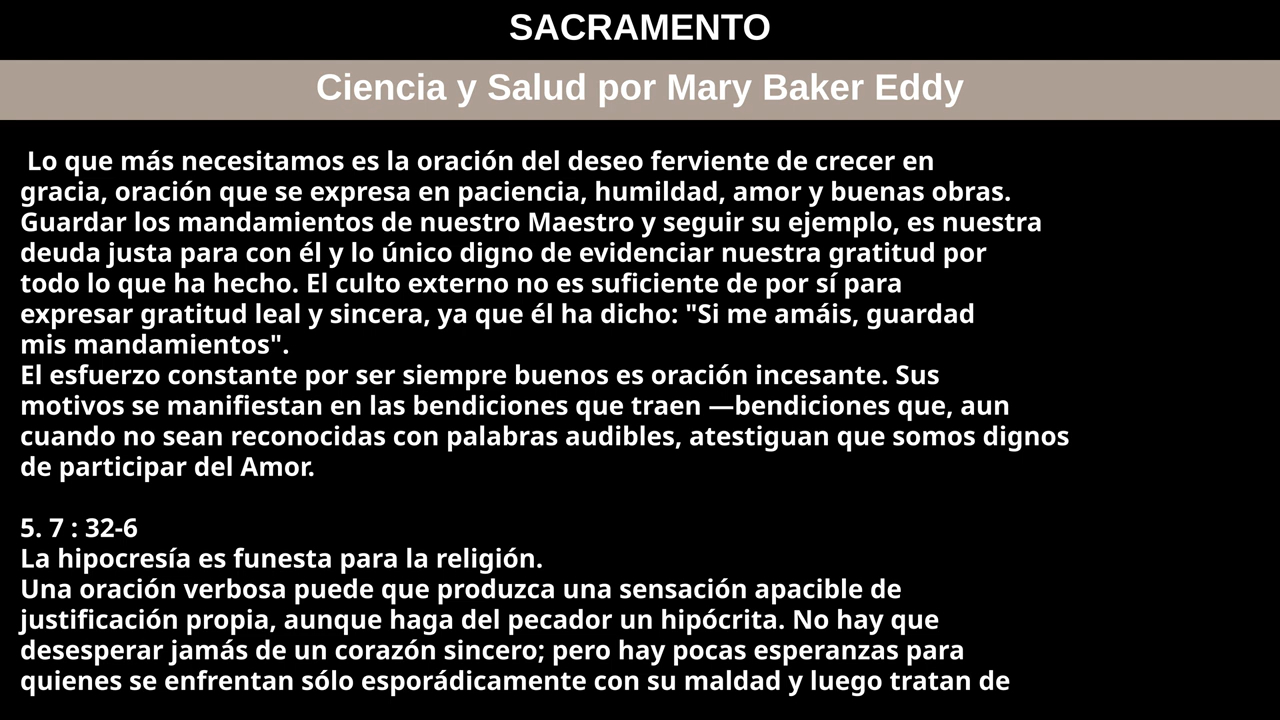 SACRAMENTO
Ciencia y Salud por Mary Baker Eddy
Lo que más necesitamos es la oración del deseo ferviente de crecer en
gracia, oración que se expresa en paciencia, humildad, amor y buenas obras.
Guardar los mandamientos de nuestro Maestro y seguir su ejemplo, es nuestra
deuda justa para con él y lo único digno de evidenciar nuestra gratitud por
todo lo que ha hecho. El culto externo no es suficiente de por sí para
expresar gratitud leal y sincera, ya que él ha dicho: "Si me amáis, guardad
mis mandamientos".
El esfuerzo constante por ser siempre buenos es oración incesante. Sus
motivos se manifiestan en las bendiciones que traen —bendiciones que, aun
cuando no sean reconocidas con palabras audibles, atestiguan que somos dignos
de participar del Amor.
5. 7 : 32-6
La hipocresía es funesta para la religión.
Una oración verbosa puede que produzca una sensación apacible de
justificación propia, aunque haga del pecador un hipócrita. No hay que
desesperar jamás de un corazón sincero; pero hay pocas esperanzas para
quienes se enfrentan sólo esporádicamente con su maldad y luego tratan de